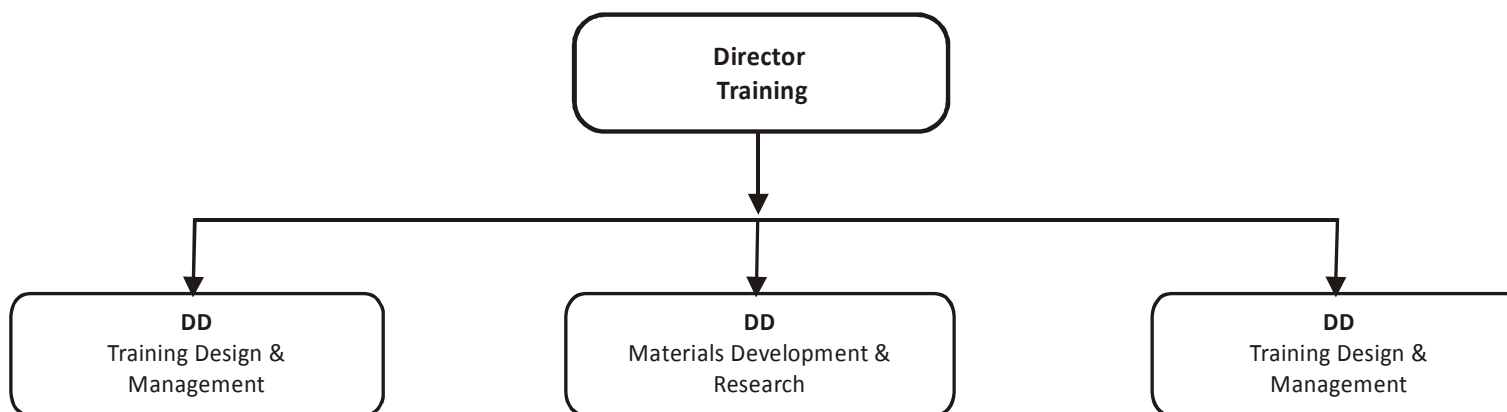 Director
Training
DD
Training Design &
Management
DD
Materials Development &
Research
DD
Training Design &
Management